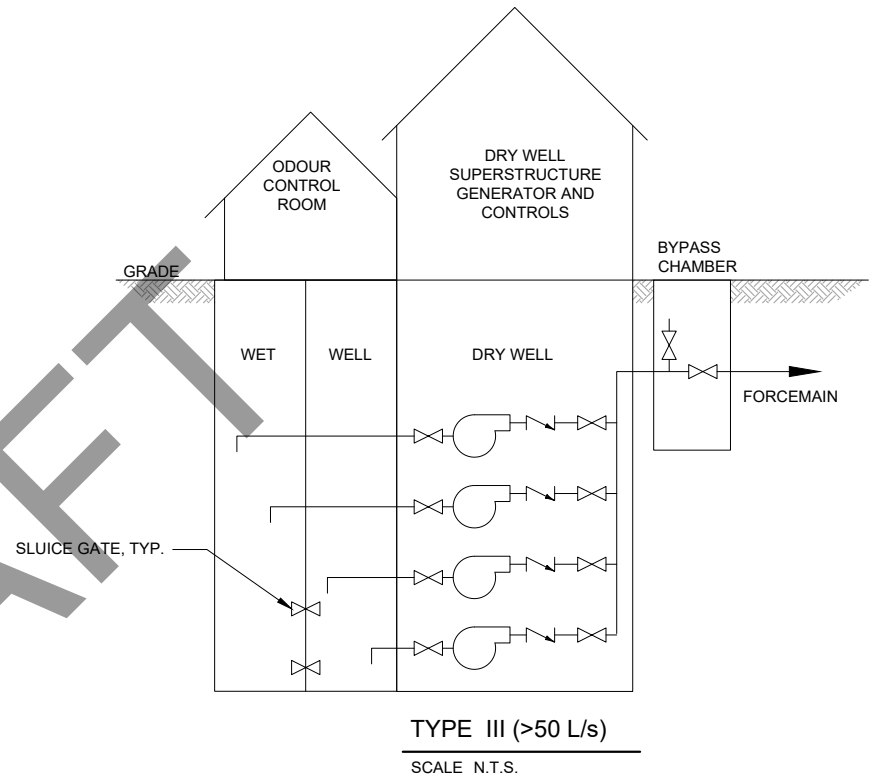 ODOUR
CONTROL
ROOM
DRY WELL
SUPERSTRUCTURE
GENERATOR AND
CONTROLS
BYPASS
CHAMBER
GRADE
WET
WELL
DRY WELL
FORCEMAIN
SLUICE GATE, TYP.
AFT
TYPE III (>50 L/s)
SCALE N.T.S.